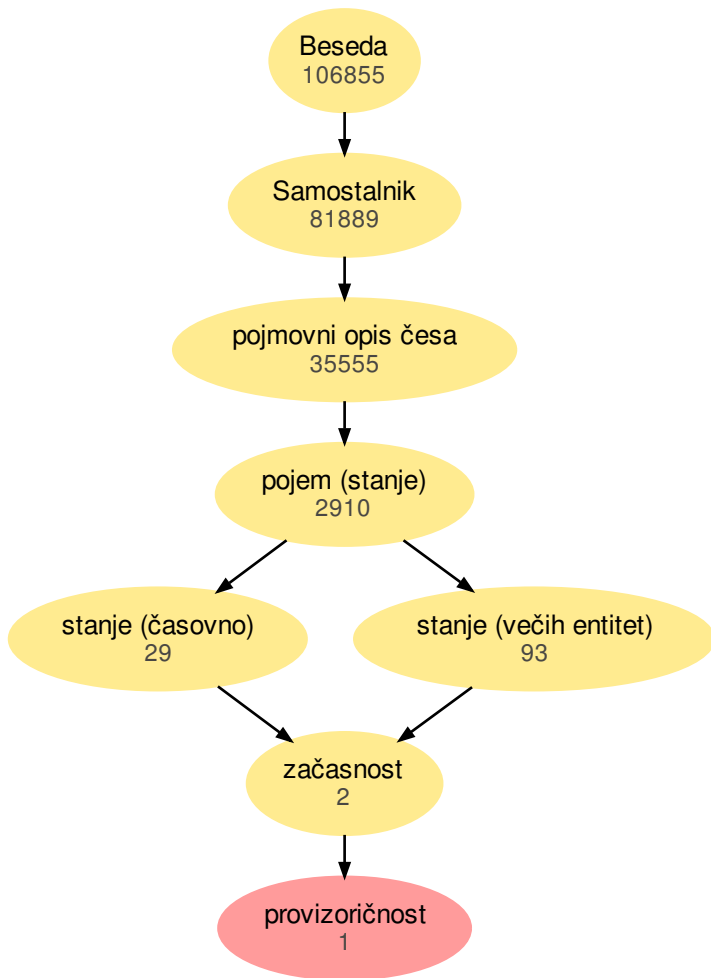 Beseda
106855
Samostalnik
81889
pojmovni opis česa
35555
pojem (stanje)
2910
stanje (časovno)
29
stanje (večih entitet)
93
začasnost
2
provizoričnost
1